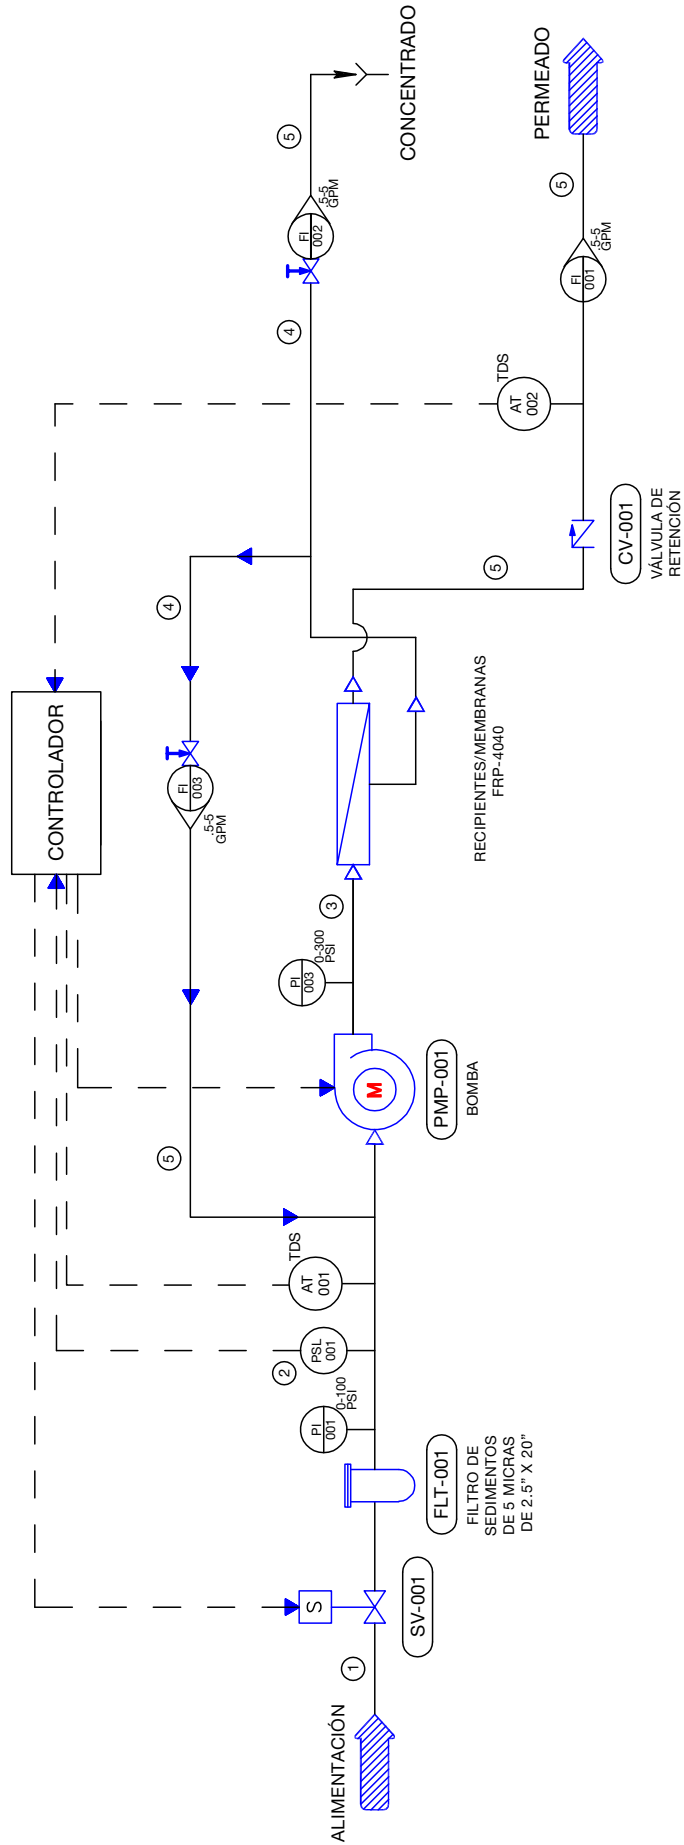 ALIMENTACIÓN
1
S
SV-001
FLT-001
FILTRO DE
SEDIMENTOS
DE 5 MICRAS
DE 2.5" X 20"
PI
001
0-100
PSI
2
PSL
001
AT
001
TDS
5
CONTROLADOR
M
PMP-001
BOMBA
PI
003
0-300
PSI
3
FI
003
.5-5
GPM
4
RECIPIENTES/MEMBRANAS
FRP-4040
5
CV-001
VÁLVULA DE
RETENCIÓN
AT
002
TDS
4
FI
002
.5-5
GPM
5
CONCENTRADO
FI
001
.5-5
GPM
5
PERMEADO